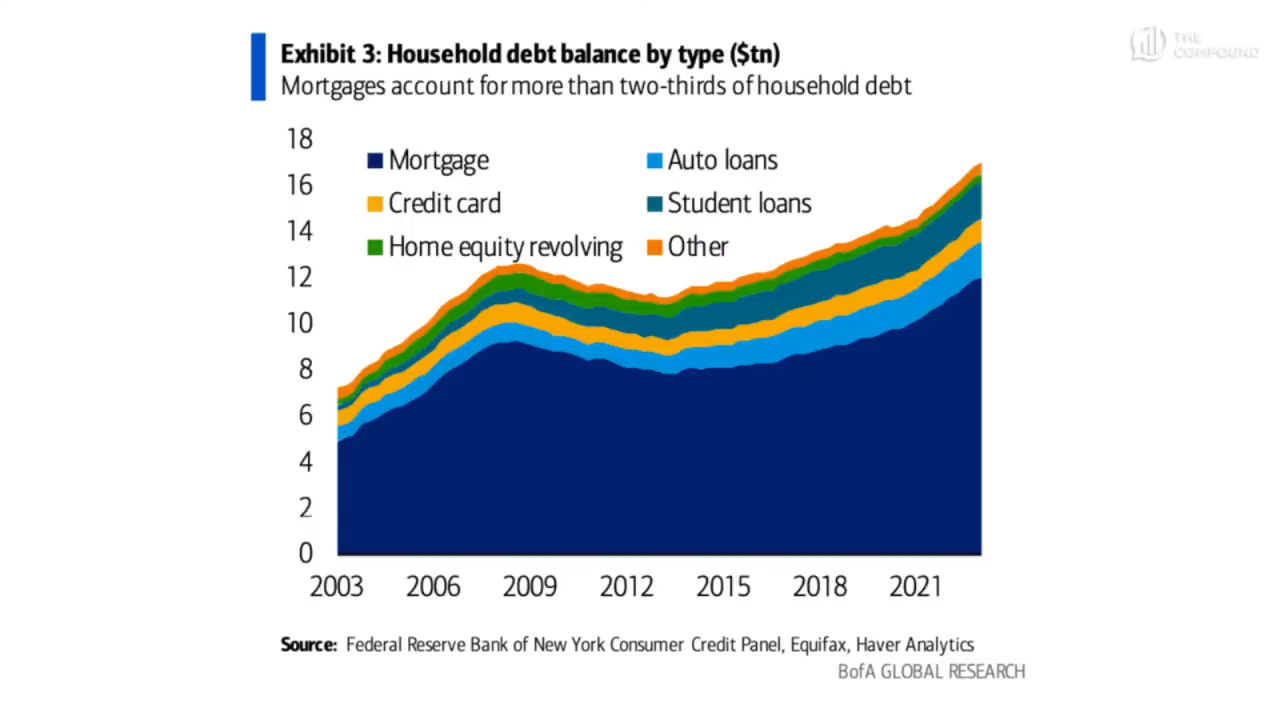 THE
COMPOUND
Exhibit 3: Household debt balance by type ($tn)
Mortgages account for more than two-thirds of household debt
18
16
14
12
10
8
6
4
2
0
Mortgage
Auto loans
Credit card
Student loans
Home equity revolving
Other
2003 2006 2009 2012 2015 2018 2021
Source: Federal Reserve Bank of New York Consumer Credit Panel, Equifax, Haver Analytics
BofA GLOBAL RESEARCH